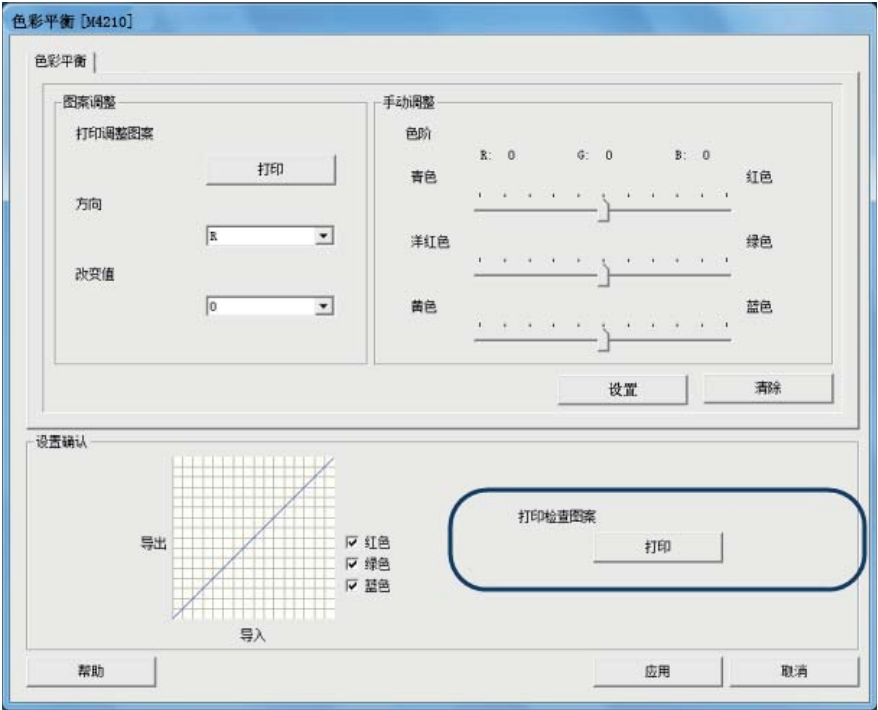 色彩平衡 [M4210]
色彩平衡
图案调整
打印调整图案
打印
方向
R
改变值
0
手动调整
色阶
R: 0 G: 0 B: 0
青色 红色
洋红色 绿色
黄色 蓝色
设置 清除
设置确认
导出
导入
红色
绿色
蓝色
打印检查图案
打印
帮助 应用 取消